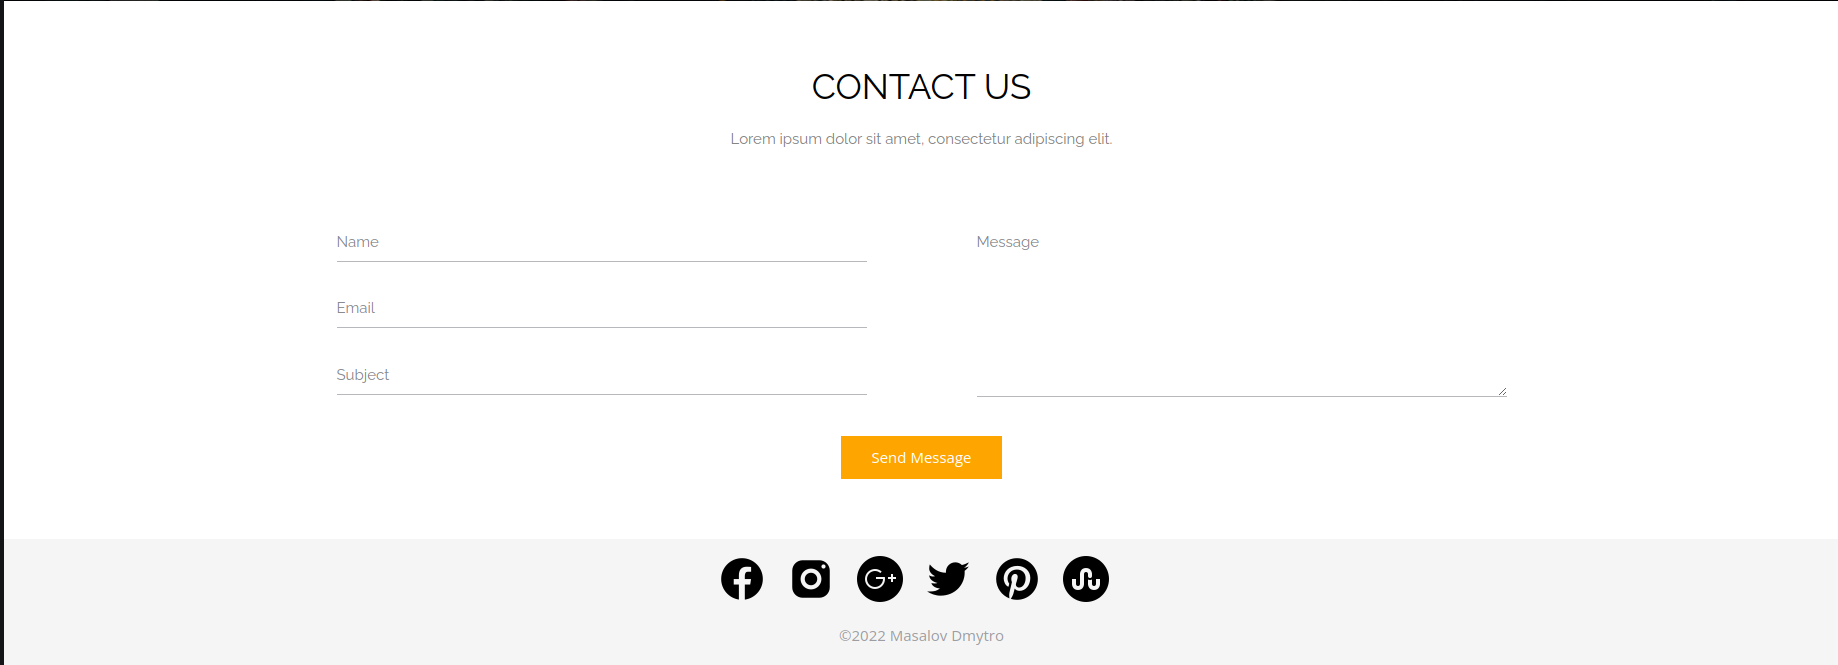 CONTACT US
Lorem ipsum dolor sit amet, consectetur adipiscing elit.
Name
Email
Subject
Message
Send Message
©2022 Masalov Dmytro